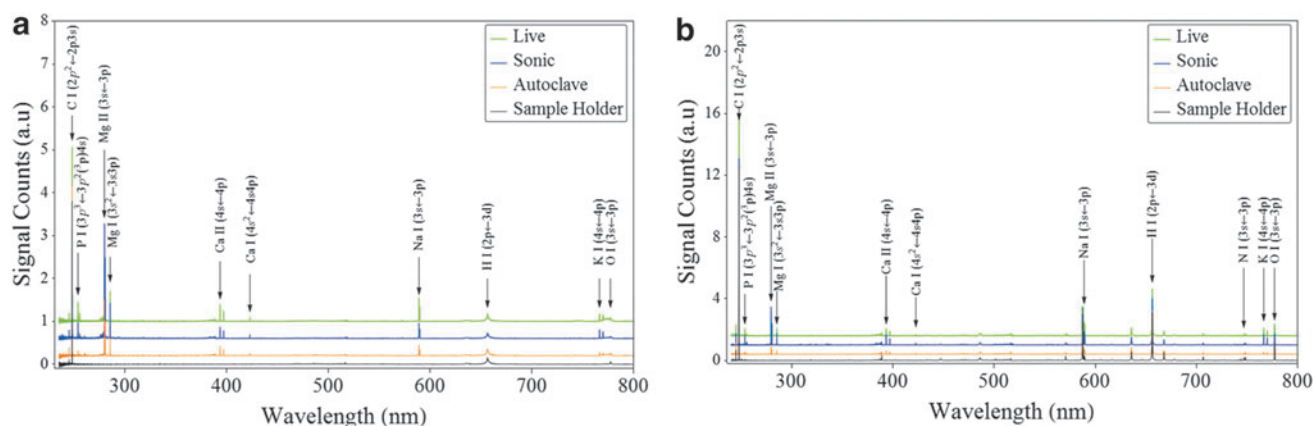 a
8
7
6
5
4
3
2
1
0
Signal Counts (a.u)
Live
Sonic
Autoclave
Sample Holder
C I (2p²←2p3s)
P I (3p³←3p²(³p)4s)
Mg II (3s←3p)
Mg I (3s²←3s3p)
Ca II (4s←4p)
Ca I (4s²←4s4p)
Na I (3s←3p)
H I (2p←3d)
K I (4s←4p)
O I (3s←3p)
300 400 500 600 700 800
Wavelength (nm)
b
20
16
12
8
4
0
Signal Counts (a.u)
Live
Sonic
Autoclave
Sample Holder
C I (2p²←2p3s)
P I (3p³←3p²(³p)4s)
Mg II (3s←3p)
Mg I (3s²←3s3p)
Ca II (4s←4p)
Ca I (4s²←4s4p)
Na I (3s←3p)
H I (2p←3d)
N I (3s←3p)
K I (4s←4p)
O I (3s←3p)
300 400 500 600 700 800
Wavelength (nm)